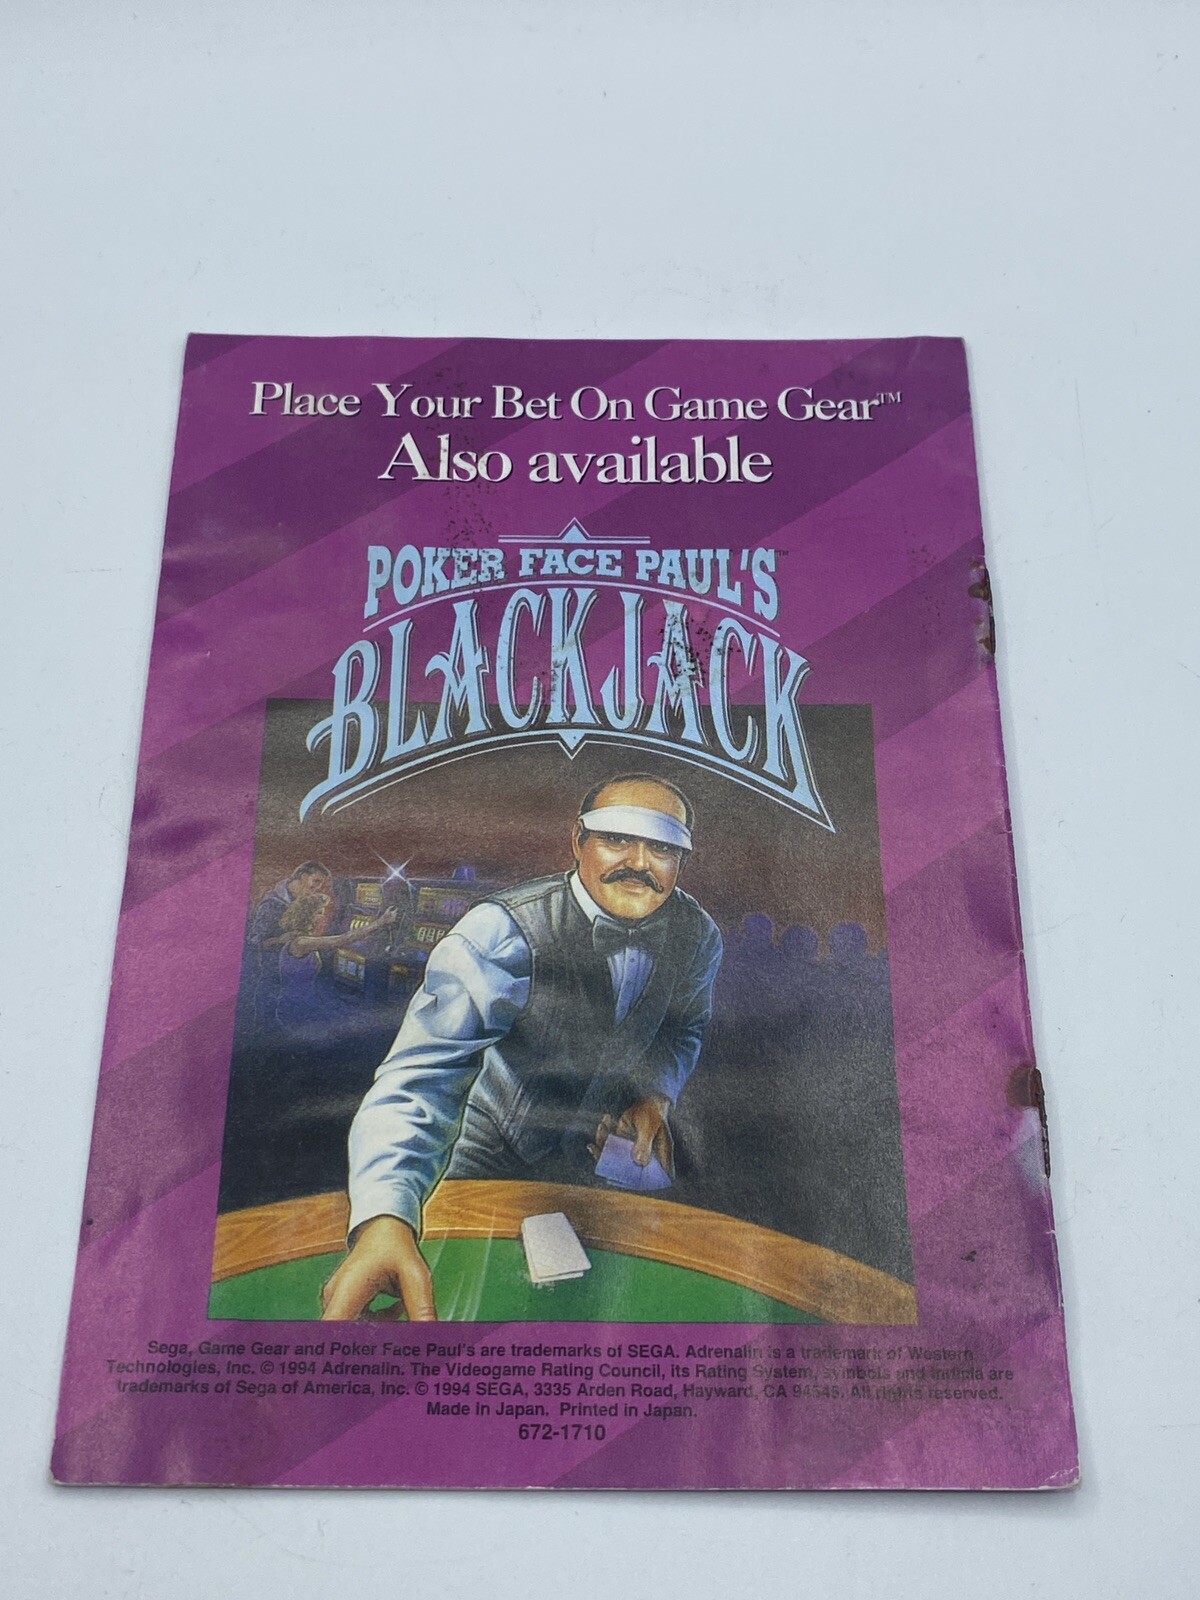 Place Your Bet On Game Gear™
Also available
POKER FACE PAUL'S™
BLACKJACK
Sega, Game Gear and Poker Face Paul's are trademarks of SEGA. Adrenalin is a trademark of Western
Technologies, Inc. © 1994 Adrenalin. The Videogame Rating Council, its Rating System, symbols and indicia are
trademarks of Sega of America, Inc. © 1994 SEGA, 3335 Arden Road, Hayward, CA 94545. All rights reserved.
Made in Japan. Printed in Japan.
672-1710